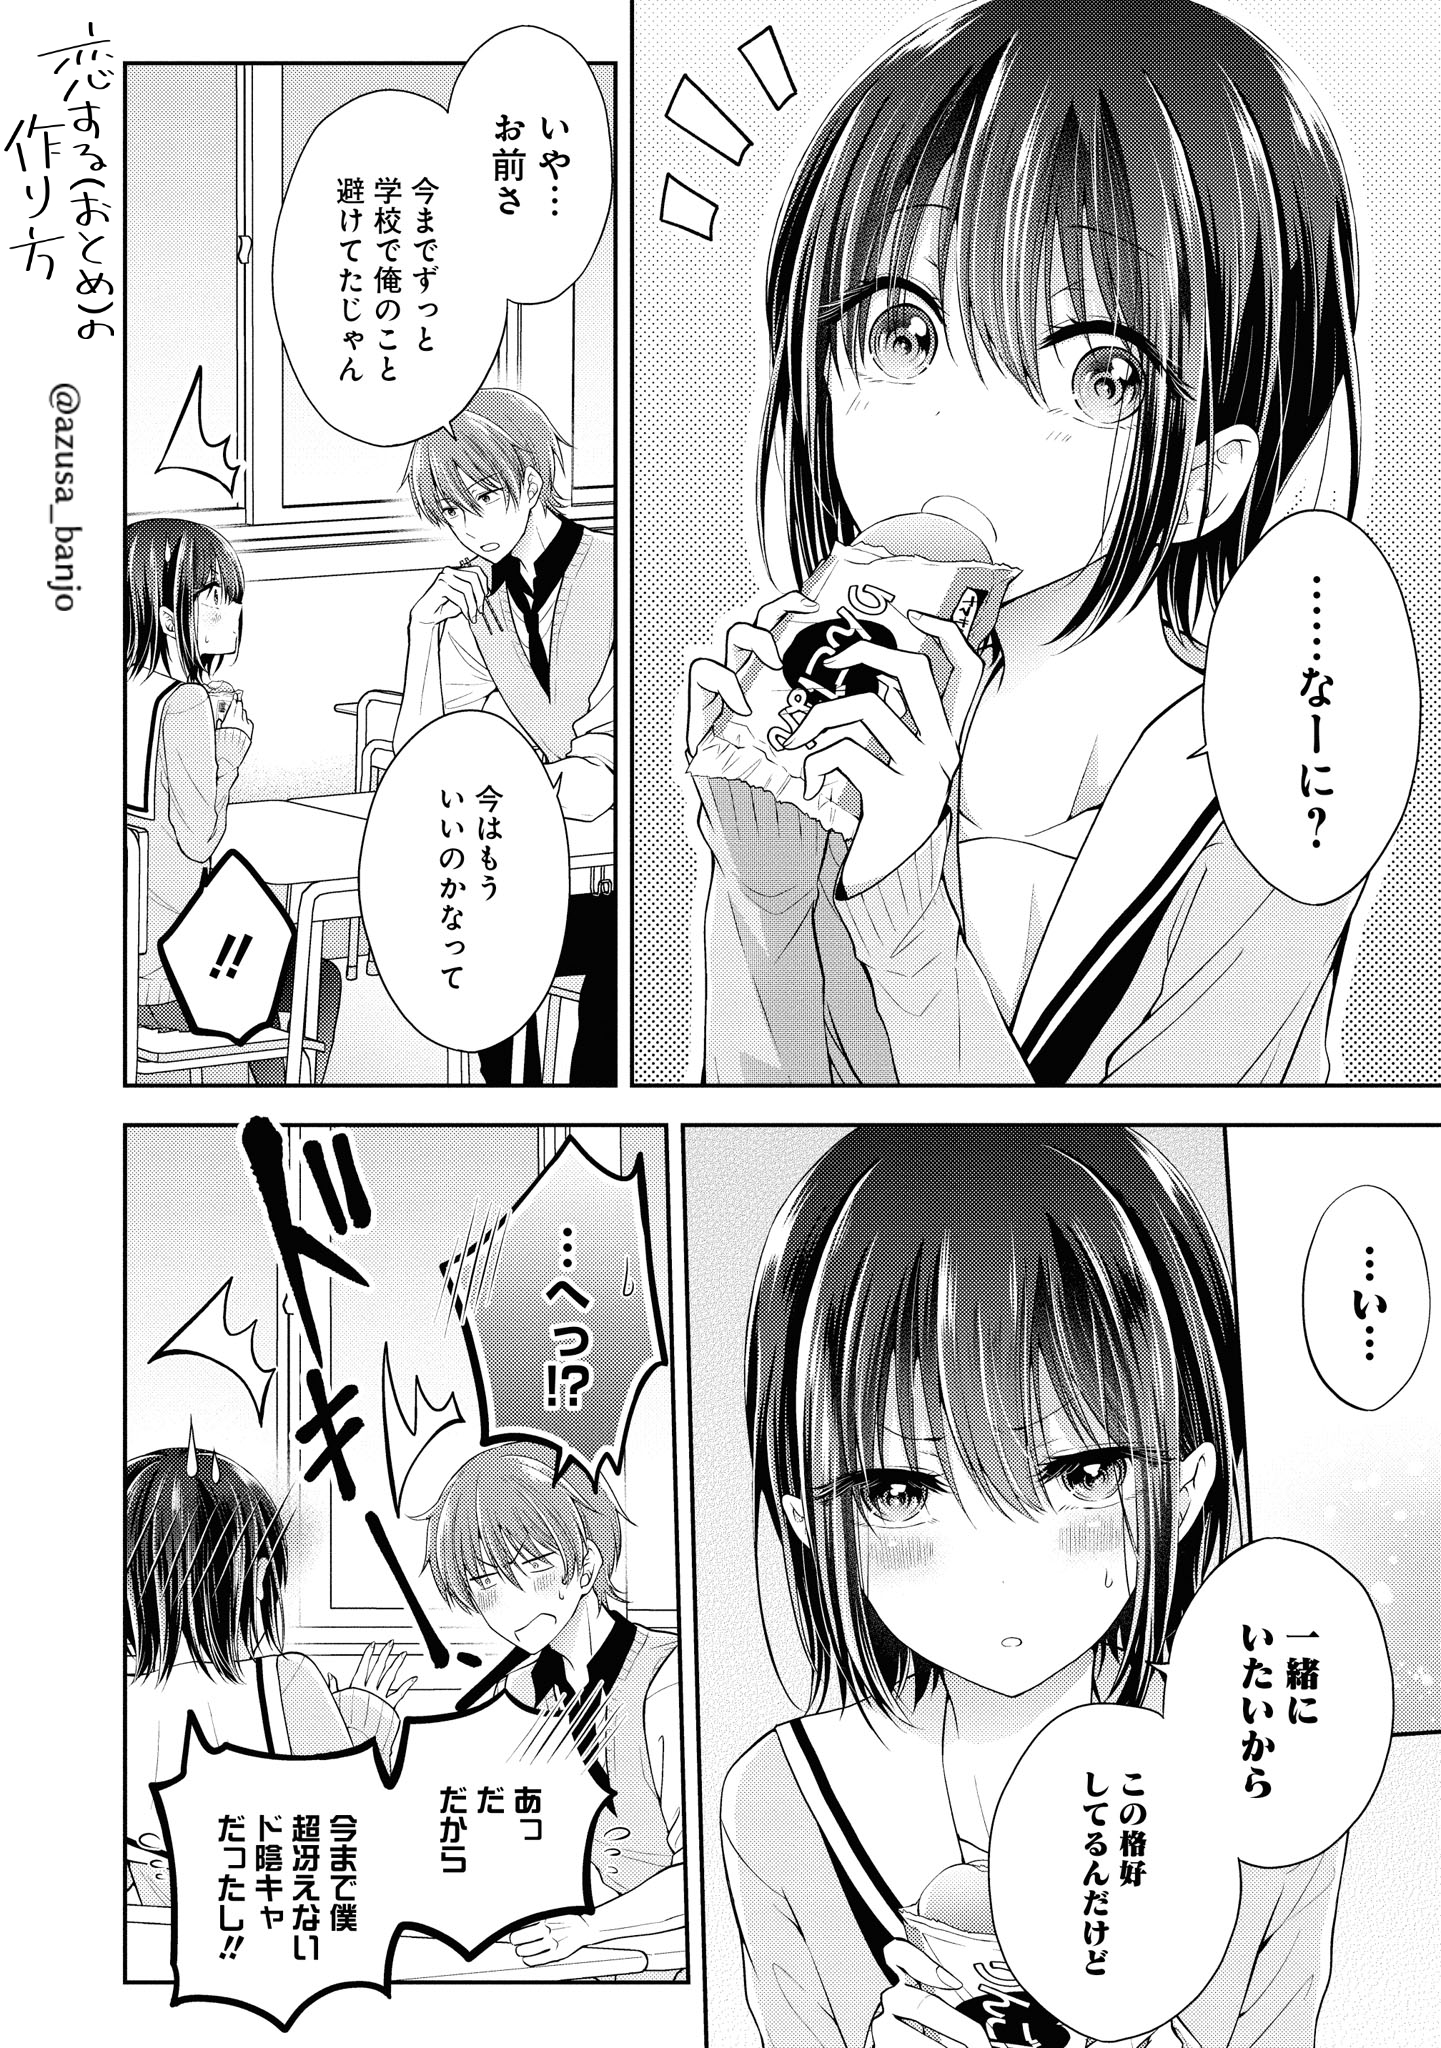 恋する(おとめ)の
作り方
@azusa_banjo
……なーに？
いや…
お前さ
今までずっと
学校で俺のこと
避けてたじゃん
今はもう
いいのかなって
!!
…い…
一緒に
いたいから
この格好
してるんだけど
…へっ!?
ドキーン
あっ
だ
だから
今まで僕
超冴えない
ド陰キャ
だったし!!